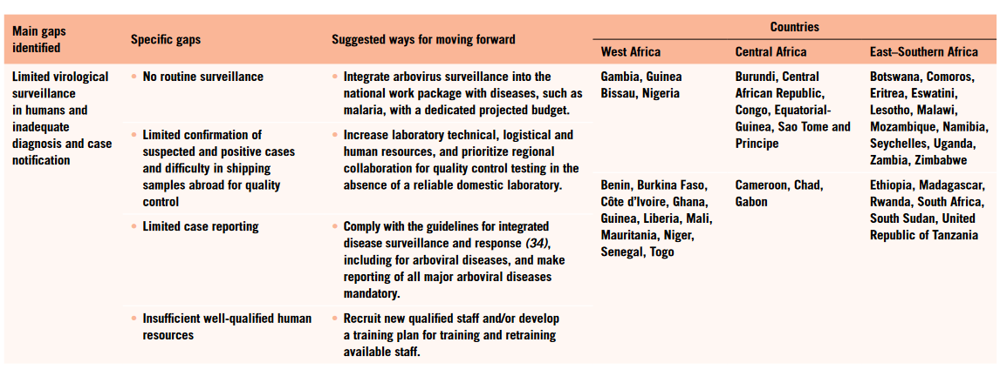 Main gaps
identified
Specific gaps
Suggested ways for moving forward
Countries
West Africa
Central Africa
East–Southern Africa
Limited virological
surveillance
in humans and
inadequate
diagnosis and case
notification
• No routine surveillance
• Integrate arbovirus surveillance into the
national work package with diseases, such as
malaria, with a dedicated projected budget.
• Limited confirmation of
suspected and positive cases
and difficulty in shipping
samples abroad for quality
control
• Increase laboratory technical, logistical and
human resources, and prioritize regional
collaboration for quality control testing in the
absence of a reliable domestic laboratory.
• Limited case reporting
• Comply with the guidelines for integrated
disease surveillance and response (34),
including for arboviral diseases, and make
reporting of all major arboviral diseases
mandatory.
• Insufficient well-qualified human
resources
• Recruit new qualified staff and/or develop
a training plan for training and retraining
available staff.
Gambia, Guinea
Bissau, Nigeria
Burundi, Central
African Republic,
Congo, Equatorial-
Guinea, Sao Tome and
Principe
Botswana, Comoros,
Eritrea, Eswatini,
Lesotho, Malawi,
Mozambique, Namibia,
Seychelles, Uganda,
Zambia, Zimbabwe
Benin, Burkina Faso,
Côte d’Ivoire, Ghana,
Guinea, Liberia, Mali,
Mauritania, Niger,
Senegal, Togo
Cameroon, Chad,
Gabon
Ethiopia, Madagascar,
Rwanda, South Africa,
South Sudan, United
Republic of Tanzania